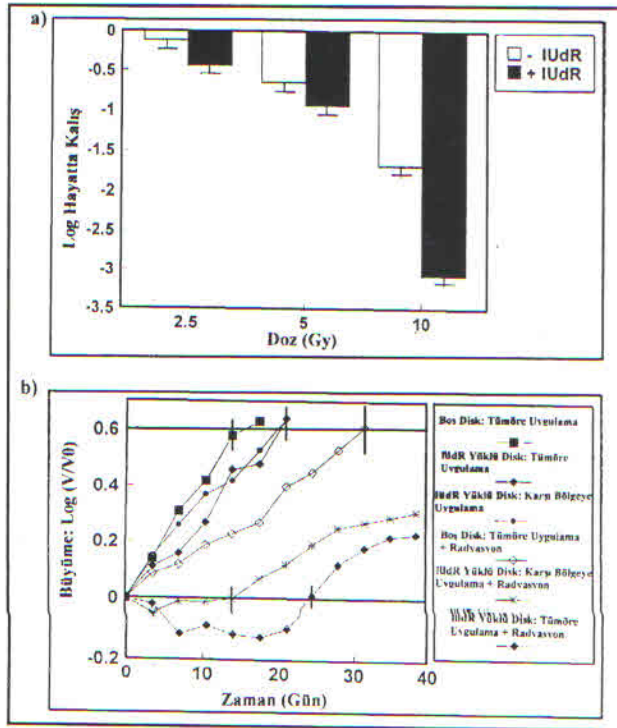 a)
0
-0.5
-1
-1.5
-2
-2.5
-3
-3.5
Log Hayatta Kalış
2.5 5 10
Doz (Gy)
- IUdR
+ IUdR
b)
0.6
0.4
0.2
0
-0.2
Büyüme: Log (V/V0)
0 10 20 30 40
Zaman (Gün)
Boş Disk: Tümöre Uygulama
IUdR Yüklü Disk: Tümöre
Uygulama
IUdR Yüklü Disk: Karşı Bölgeye
Uygulama
Boş Disk: Tümöre Uygulama
+ Radyasyon
IUdR Yüklü Disk: Karşı Bölgeye
Uygulama + Radyasyon
IUdR Yüklü Disk: Tümöre
Uygulama + Radyasyon